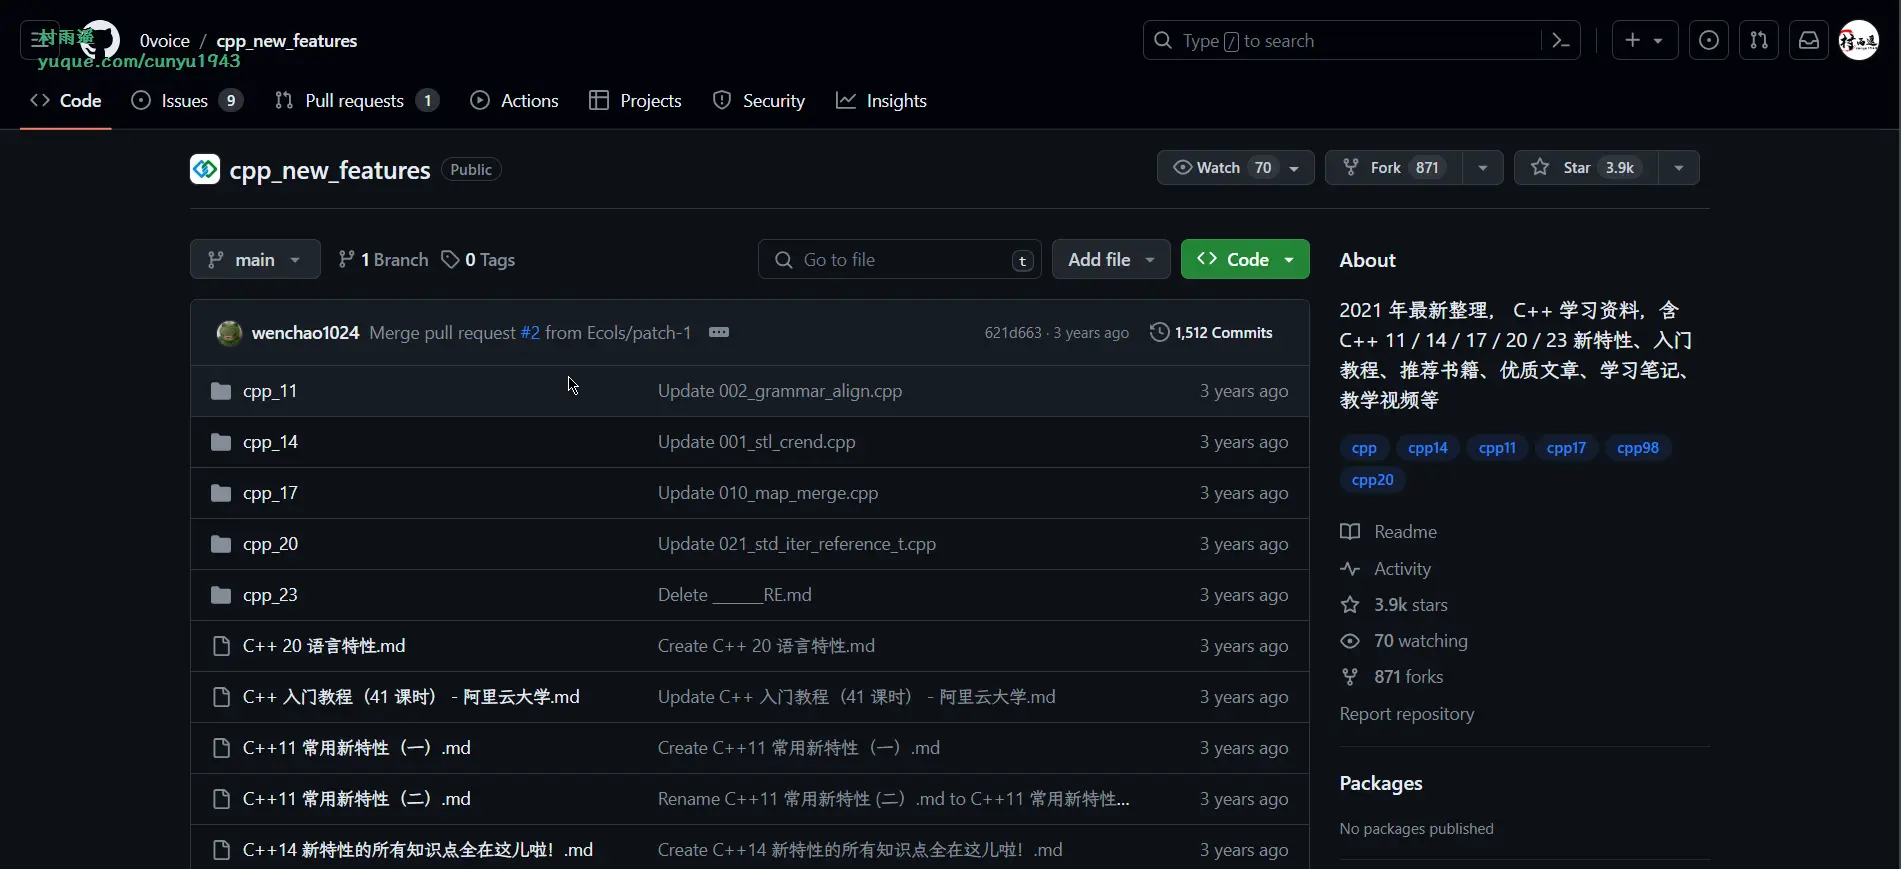 村雨遥
yuque.com/cunyu1943
0voice / cpp_new_features
Type / to search
Code
Issues 9
Pull requests 1
Actions
Projects
Security
Insights
cpp_new_features Public
Watch 70
Fork 871
Star 3.9k
main
1 Branch
0 Tags
Go to file t
Add file
Code
wenchao1024 Merge pull request #2 from Ecols/patch-1 621d663 · 3 years ago 1,512 Commits
cpp_11 Update 002_grammar_align.cpp 3 years ago
cpp_14 Update 001_stl_crend.cpp 3 years ago
cpp_17 Update 010_map_merge.cpp 3 years ago
cpp_20 Update 021_std_iter_reference_t.cpp 3 years ago
cpp_23 Delete ______RE.md 3 years ago
C++ 20 语言特性.md Create C++ 20 语言特性.md 3 years ago
C++ 入门教程（41 课时） - 阿里云大学.md Update C++ 入门教程（41 课时） - 阿里云大学.md 3 years ago
C++11 常用新特性（一）.md Create C++11 常用新特性（一）.md 3 years ago
C++11 常用新特性（二）.md Rename C++11 常用新特性 (二）.md to C++11 常用新特性... 3 years ago
C++14 新特性的所有知识点全在这儿啦！.md Create C++14 新特性的所有知识点全在这儿啦！.md 3 years ago
About
2021 年最新整理， C++ 学习资料，含
C++ 11 / 14 / 17 / 20 / 23 新特性、入门
教程、推荐书籍、优质文章、学习笔记、
教学视频等
cpp cpp14 cpp11 cpp17 cpp98
cpp20
Readme
Activity
3.9k stars
70 watching
871 forks
Report repository
Packages
No packages published